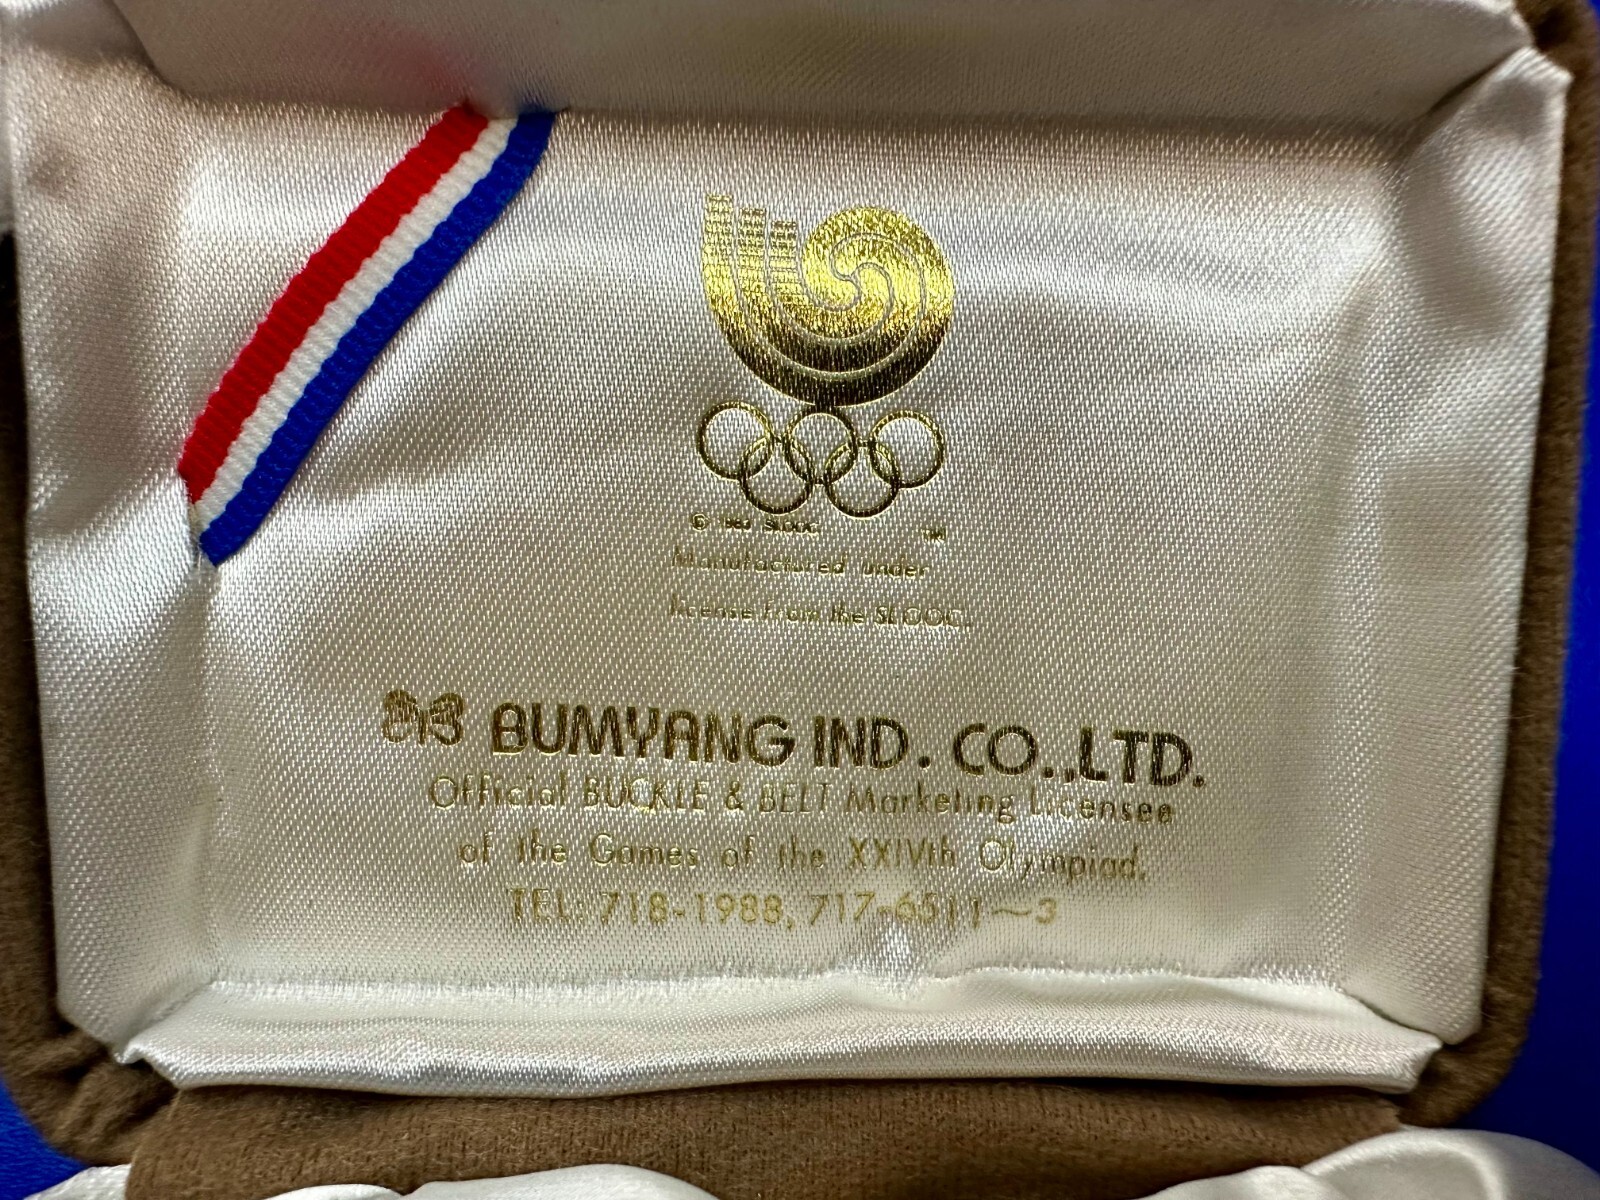 © 1983 SLOOC TM
Manufactured under
license from the SLOOC.
BUMYANG IND. CO.,LTD.
Official BUCKLE & BELT Marketing Licensee
of the Games of the XXIVth Olympiad.
TEL: 718-1988, 717-6511~3